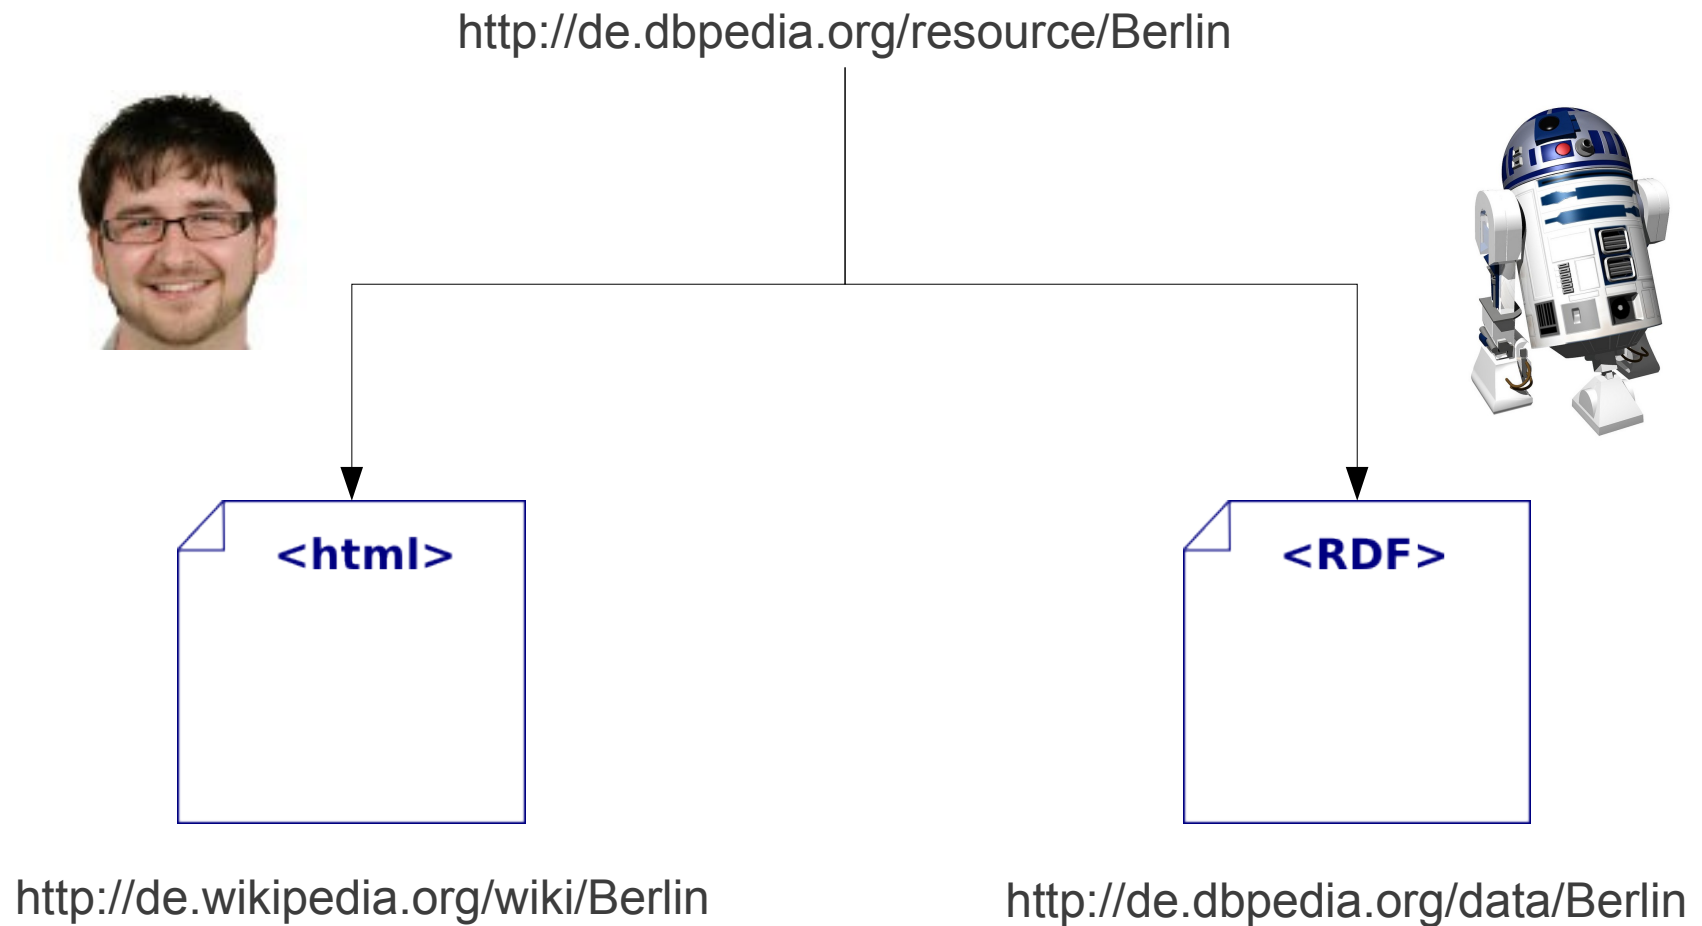 http://de.dbpedia.org/resource/Berlin
<html>
<RDF>
http://de.wikipedia.org/wiki/Berlin
http://de.dbpedia.org/data/Berlin